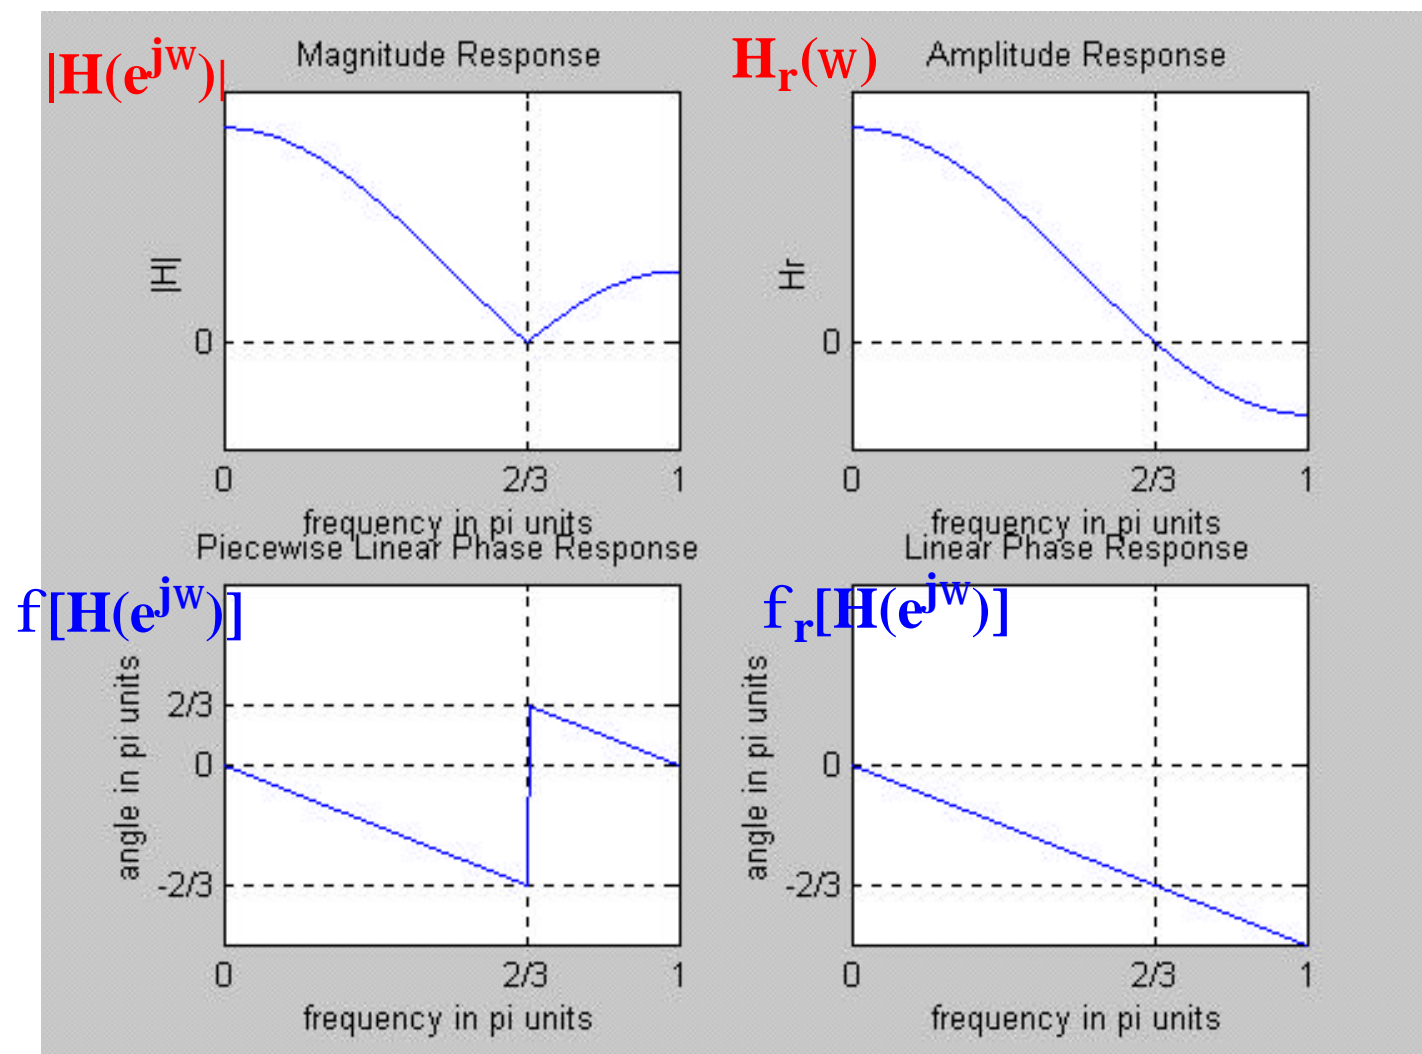 |H(e^jw)|
Magnitude Response
|H|
0
0 2/3 1
frequency in pi units
H_r(w)
Amplitude Response
Hr
0
0 2/3 1
frequency in pi units
Piecewise Linear Phase Response
f[H(e^jw)]
angle in pi units
2/3
0
-2/3
0 2/3 1
frequency in pi units
Linear Phase Response
f_r[H(e^jw)]
angle in pi units
0
-2/3
0 2/3 1
frequency in pi units